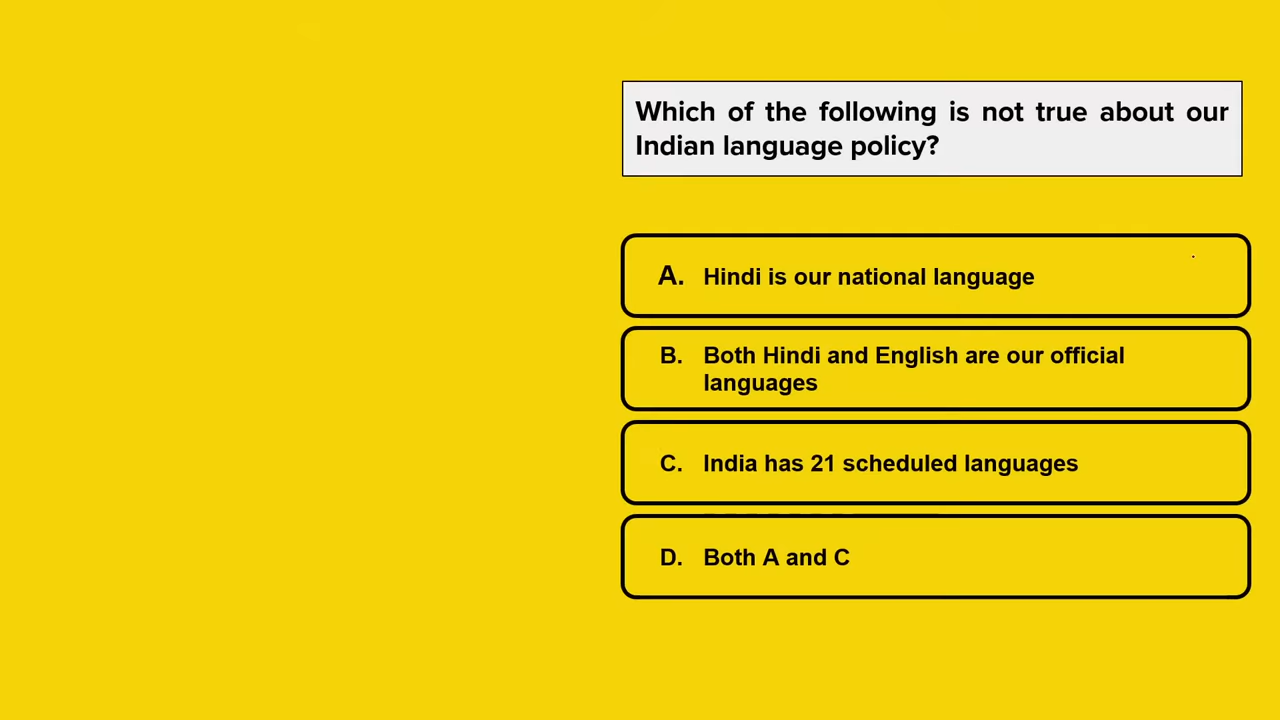 Which of the following is not true about our
Indian language policy?
A. Hindi is our national language
B. Both Hindi and English are our official
languages
C. India has 21 scheduled languages
D. Both A and C